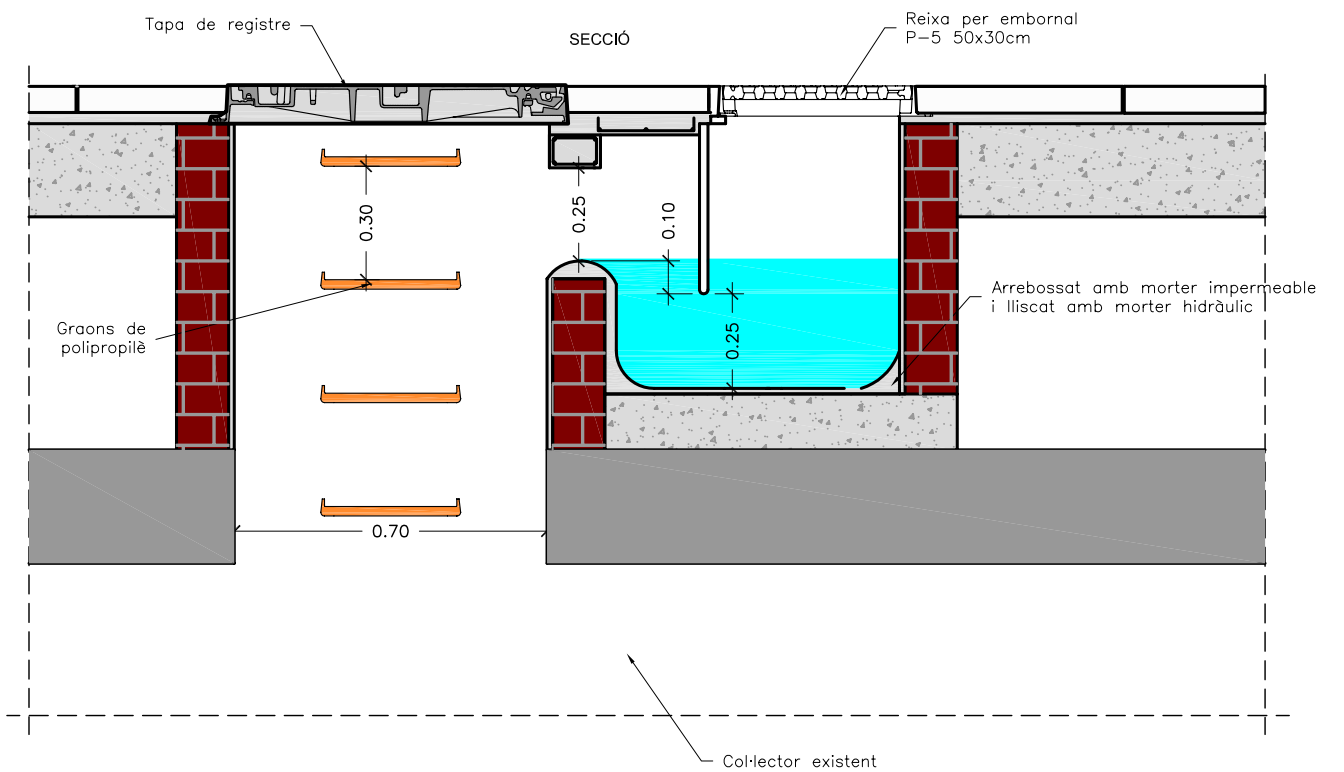 Tapa de registre
SECCIÓ
Reixa per embornal
P-5 50x30cm
0.30
0.25
0.10
0.25
Graons de
polipropilè
Arrebossat amb morter impermeable
i lliscat amb morter hidràulic
0.70
Col·lector existent